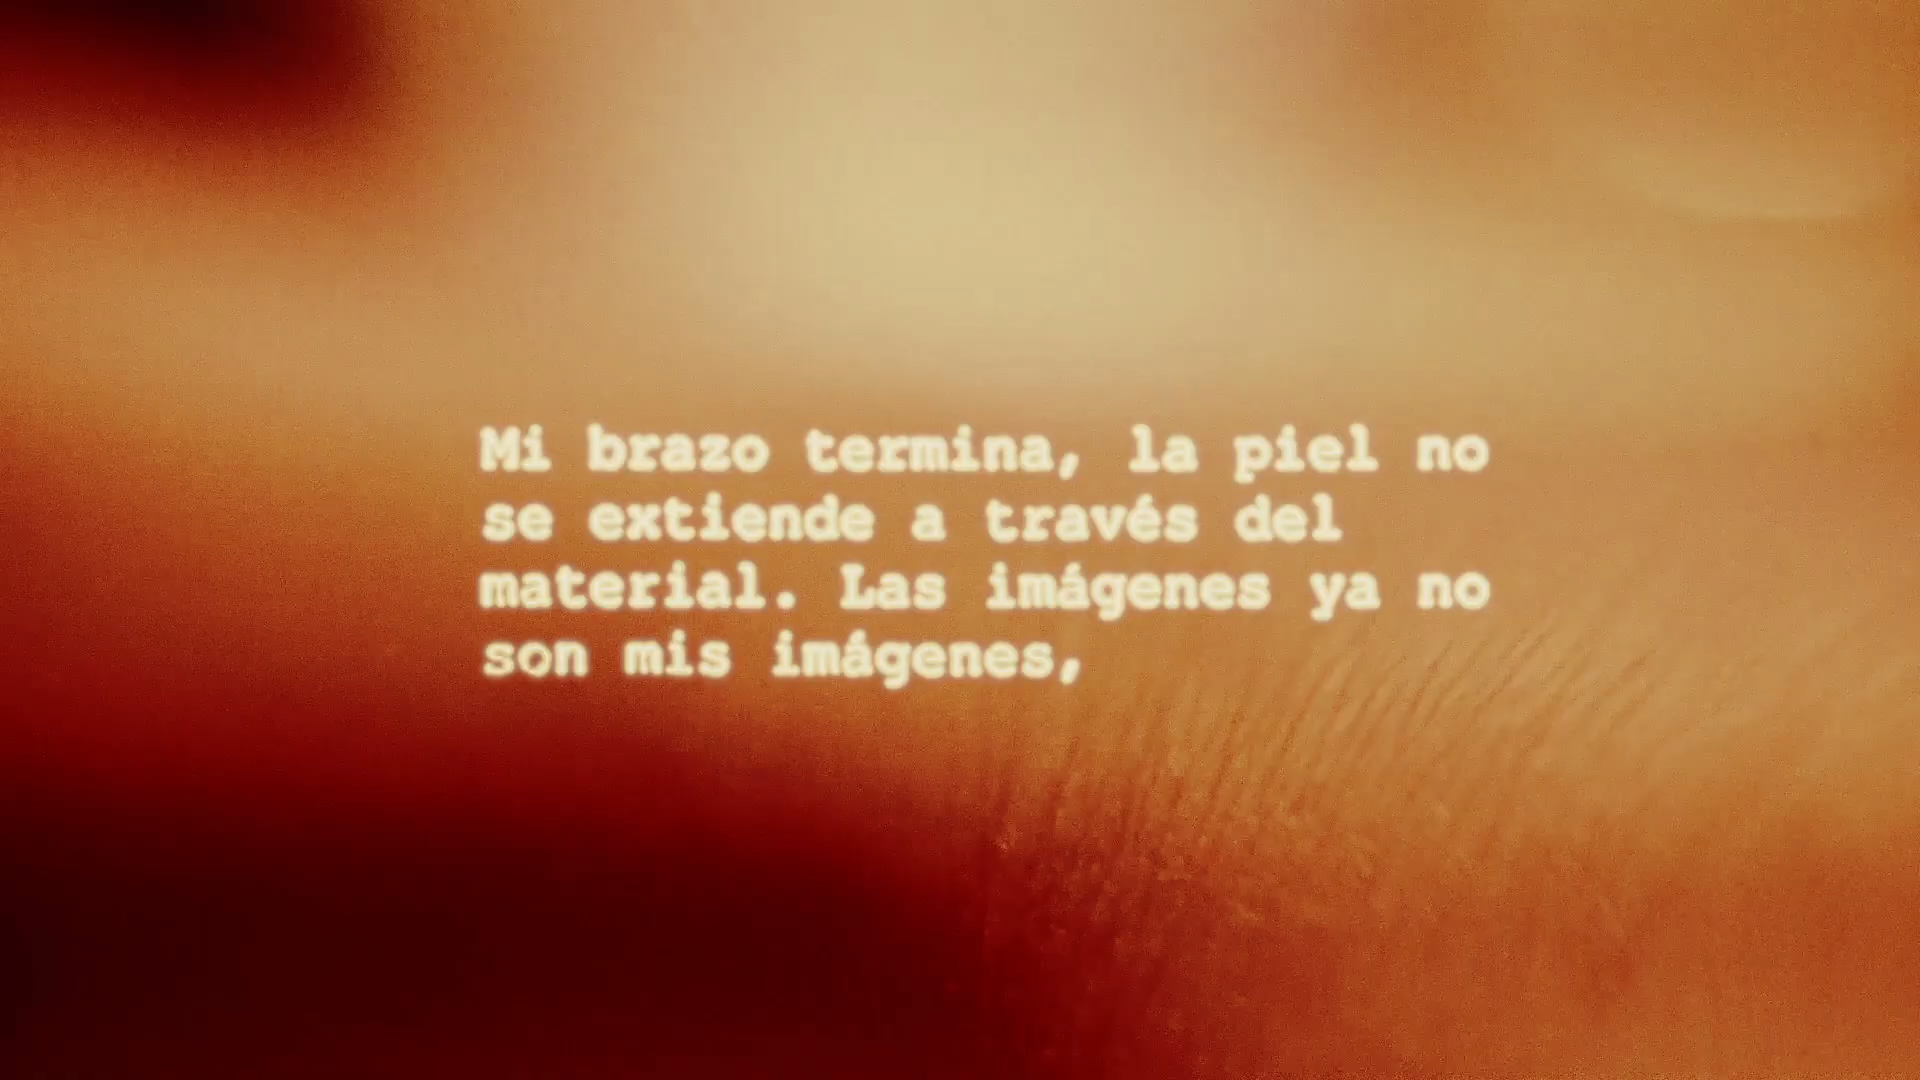 Mi brazo termina, la piel no
se extiende a través del
material. Las imágenes ya no
son mis imágenes,